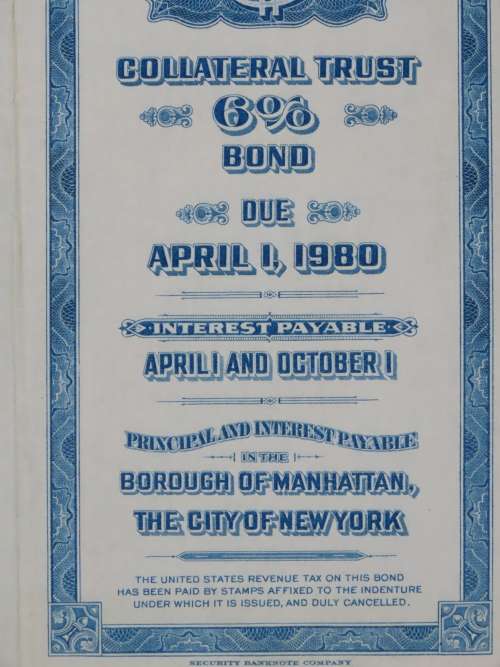 COLLATERAL TRUST
6%
BOND
DUE
APRIL 1, 1980
INTEREST PAYABLE
APRIL 1 AND OCTOBER 1
PRINCIPAL AND INTEREST PAYABLE
IN THE
BOROUGH OF MANHATTAN,
THE CITY OF NEW YORK
THE UNITED STATES REVENUE TAX ON THIS BOND
HAS BEEN PAID BY STAMPS AFFIXED TO THE INDENTURE
UNDER WHICH IT IS ISSUED, AND DULY CANCELLED.
SECURITY BANKNOTE COMPANY